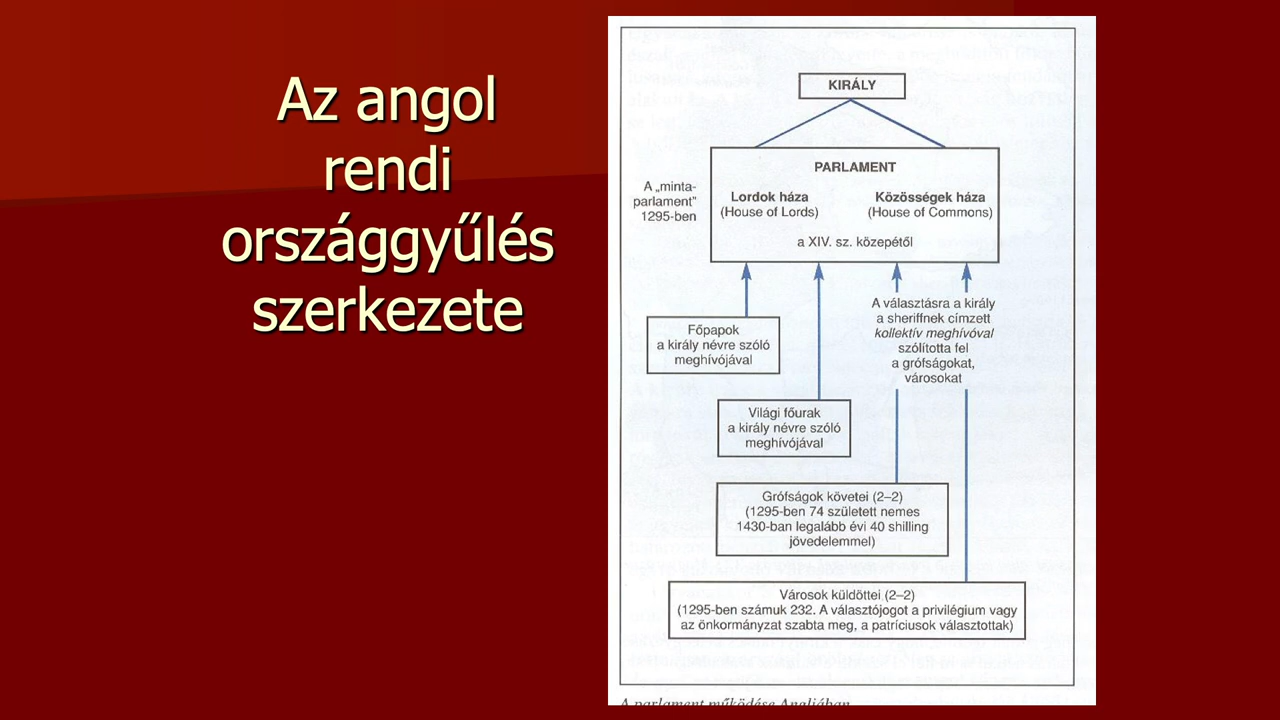 Az angol
rendi
országgyűlés
szerkezete
KIRÁLY
PARLAMENT
A „minta-
parlament"
1295-ben
Lordok háza
(House of Lords)
Közösségek háza
(House of Commons)
a XIV. sz. közepétől
Főpapok
a király névre szóló
meghívójával
A választásra a király
a sheriffnek címzett
kollektív meghívóval
szólította fel
a grófságokat,
városokat
Világi főurak
a király névre szóló
meghívójával
Grófságok követei (2–2)
(1295-ben 74 született nemes
1430-ban legalább évi 40 shilling
jövedelemmel)
Városok küldöttei (2–2)
(1295-ben számuk 232. A választójogot a privilégium vagy
az önkormányzat szabta meg, a patríciusok választottak)
A parlament működése Angliában